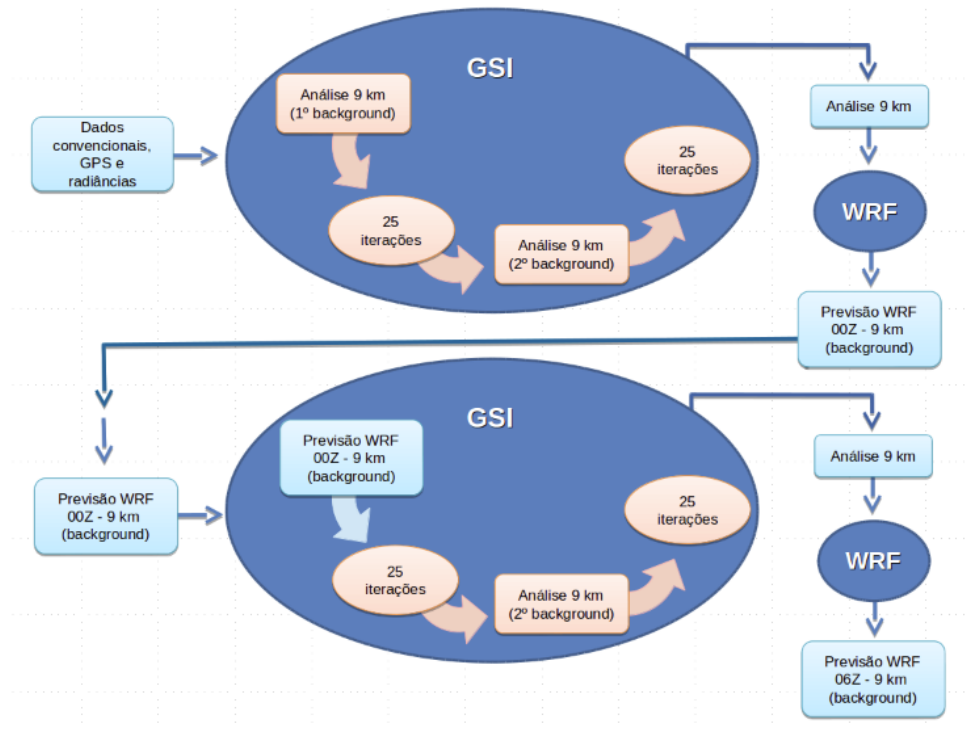 GSI
Análise 9 km
(1º background)
Dados
convencionais,
GPS e
radiâncias
25
iterações
Análise 9 km
(2º background)
25
iterações
Análise 9 km
WRF
Previsão WRF
00Z - 9 km
(background)
GSI
Previsão WRF
00Z - 9 km
(background)
Previsão WRF
00Z - 9 km
(background)
25
iterações
Análise 9 km
(2º background)
25
iterações
Análise 9 km
WRF
Previsão WRF
06Z - 9 km
(background)